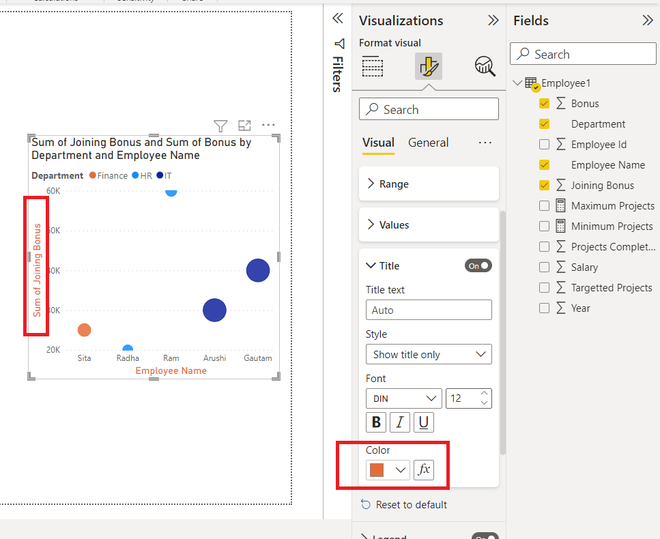 Visualizations
Fields
Format visual
Filters
Search
Search
Visual
General
Range
Values
Title
On
Title text
Auto
Style
Show title only
Font
DIN
12
B
I
U
Color
fx
Reset to default
Employee1
Bonus
Department
Employee Id
Employee Name
Joining Bonus
Maximum Projects
Minimum Projects
Projects Complet...
Salary
Targetted Projects
Year
Sum of Joining Bonus and Sum of Bonus by
Department and Employee Name
Department Finance HR IT
60K
20K
Sum of Joining Bonus
Sita Radha Ram Arushi Gautam
Employee Name